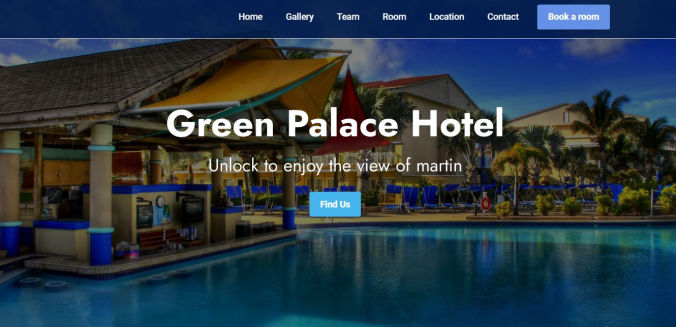 Home Gallery Team Room Location Contact Book a room
Green Palace Hotel
Unlock to enjoy the view of martin
Find Us